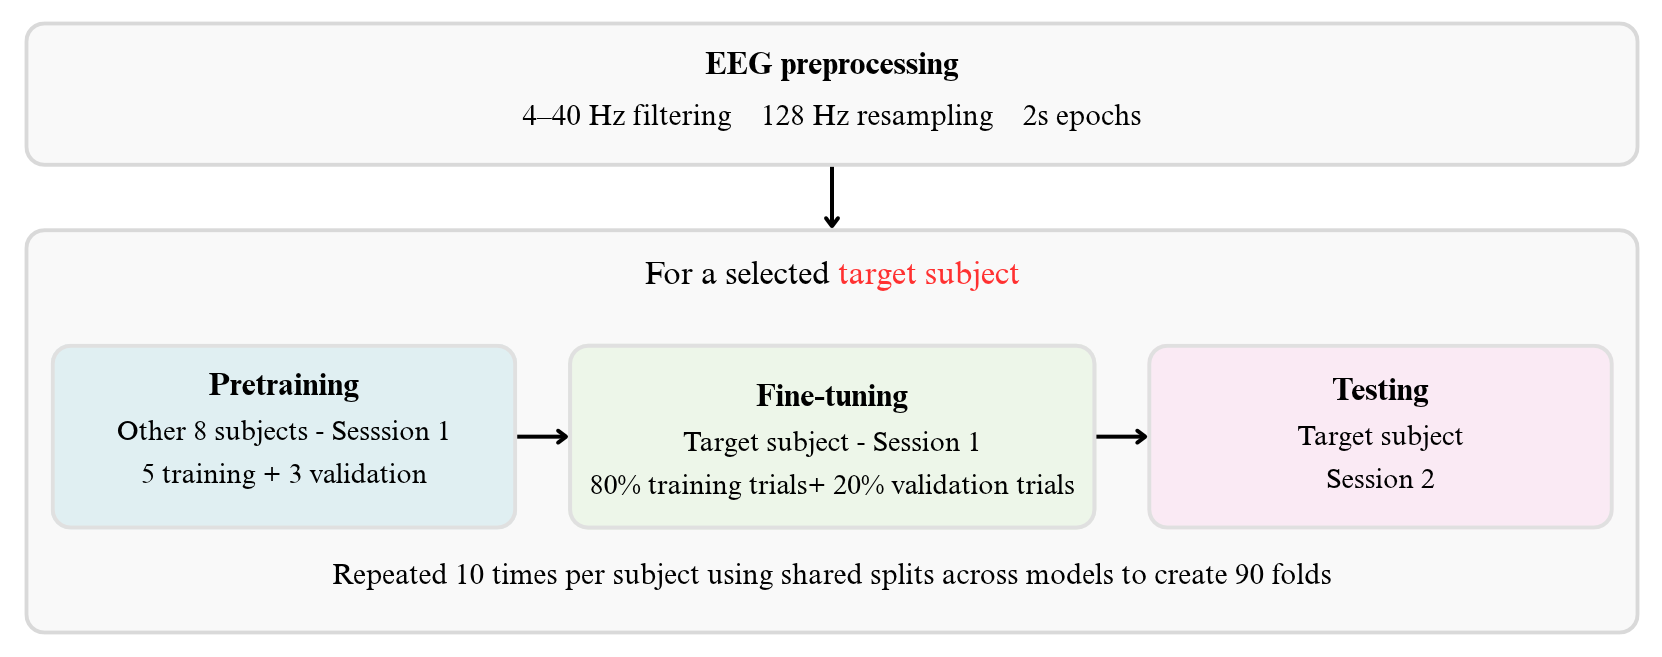 EEG preprocessing
4–40 Hz filtering 128 Hz resampling 2s epochs
For a selected target subject
Pretraining
Other 8 subjects - Sesssion 1
5 training + 3 validation
Fine-tuning
Target subject - Session 1
80% training trials+ 20% validation trials
Testing
Target subject
Session 2
Repeated 10 times per subject using shared splits across models to create 90 folds